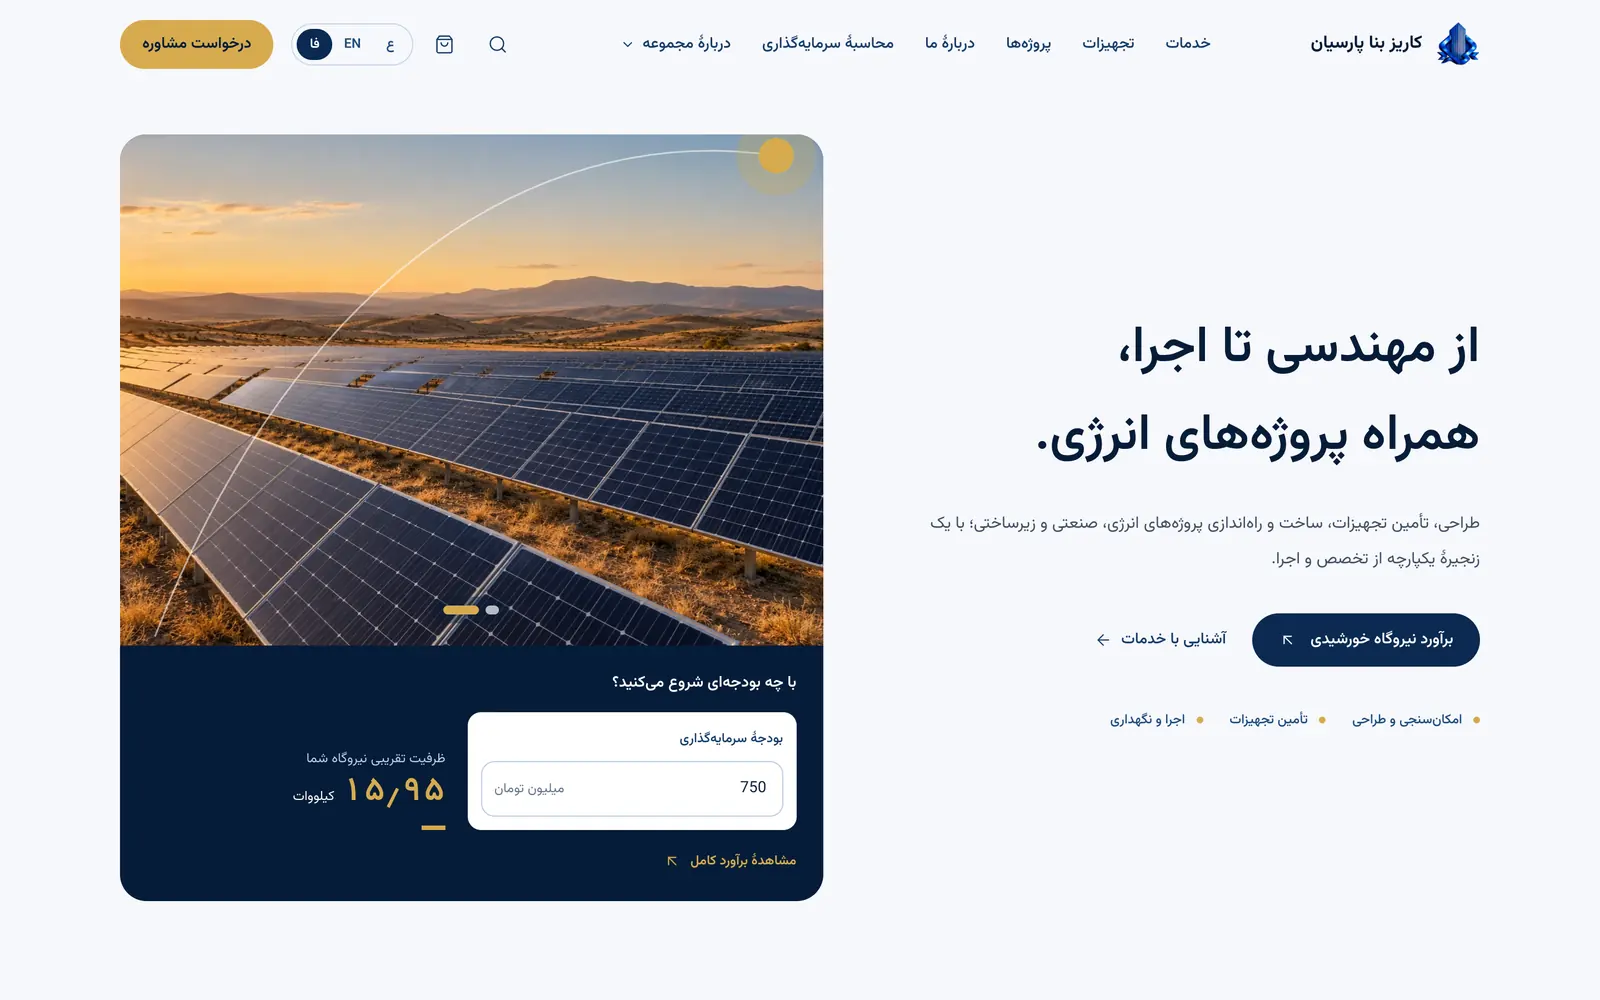 کاریز بنا پارسیان
خدمات
تجهیزات
پروژه‌ها
دربارهٔ ما
محاسبهٔ سرمایه‌گذاری
دربارهٔ مجموعه
ع
EN
فا
درخواست مشاوره
از مهندسی تا اجرا،
همراه پروژه‌های انرژی.
طراحی، تأمین تجهیزات، ساخت و راه‌اندازی پروژه‌های انرژی، صنعتی و زیرساختی؛ با یک
زنجیرهٔ یکپارچه از تخصص و اجرا.
برآورد نیروگاه خورشیدی
آشنایی با خدمات
امکان‌سنجی و طراحی
تأمین تجهیزات
اجرا و نگهداری
با چه بودجه‌ای شروع می‌کنید؟
بودجهٔ سرمایه‌گذاری
750
میلیون تومان
ظرفیت تقریبی نیروگاه شما
۱۵٫۹۵ کیلووات
مشاهدهٔ برآورد کامل